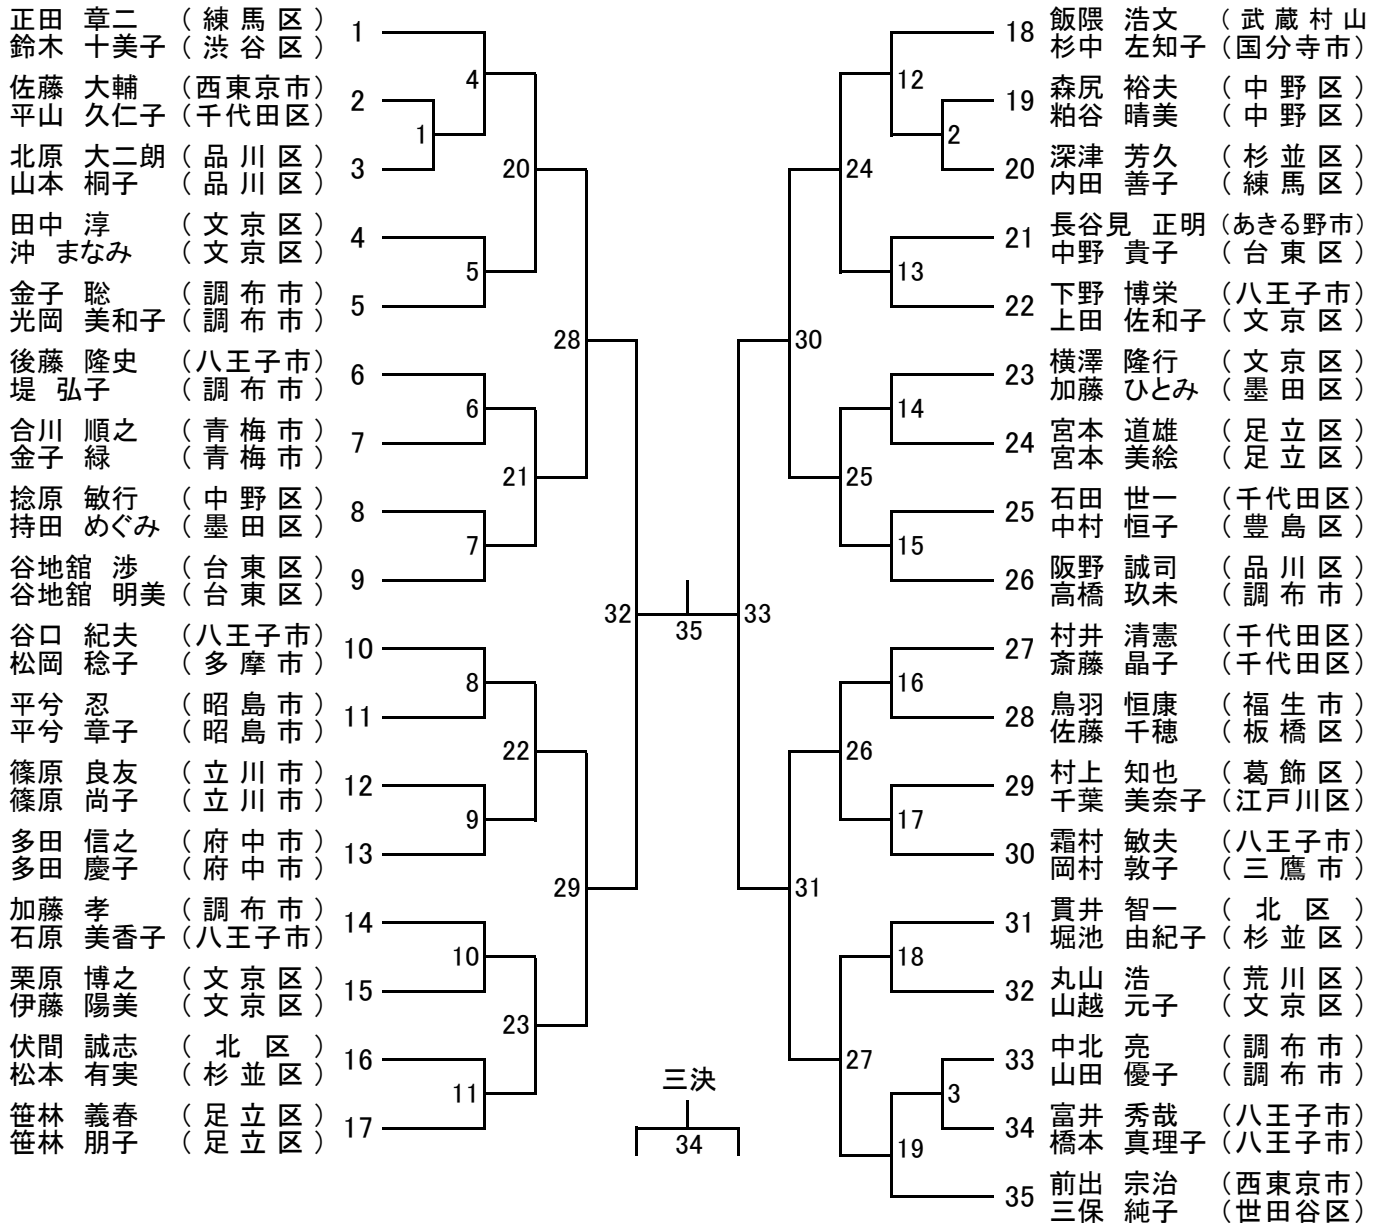 正田 章二 (練馬区)
1
鈴木 十美子 (渋谷区)
佐藤 大輔 (西東京市)
2
平山 久仁子 (千代田区)
北原 大二朗 (品川区)
3
山本 桐子 (品川区)
田中 淳 (文京区)
4
沖 まなみ (文京区)
金子 聡 (調布市)
5
光岡 美和子 (調布市)
後藤 隆史 (八王子市)
6
堤 弘子 (調布市)
合川 順之 (青梅市)
7
金子 緑 (青梅市)
捻原 敏行 (中野区)
8
持田 めぐみ (墨田区)
谷地舘 渉 (台東区)
9
谷地舘 明美 (台東区)
谷口 紀夫 (八王子市)
10
松岡 稔子 (多摩市)
平兮 忍 (昭島市)
11
平兮 章子 (昭島市)
篠原 良友 (立川市)
12
篠原 尚子 (立川市)
多田 信之 (府中市)
13
多田 慶子 (府中市)
加藤 孝 (調布市)
14
石原 美香子 (八王子市)
栗原 博之 (文京区)
15
伊藤 陽美 (文京区)
伏間 誠志 (北区)
16
松本 有実 (杉並区)
笹林 義春 (足立区)
17
笹林 朋子 (足立区)
1
4
5
6
7
8
9
10
11
20
21
22
23
28
29
32
35
33
三決
34
30
31
24
25
26
27
12
2
13
14
15
16
17
18
3
19
18
飯隈 浩文 (武蔵村山
杉中 左知子 (国分寺市)
19
森尻 裕夫 (中野区)
粕谷 晴美 (中野区)
20
深津 芳久 (杉並区)
内田 善子 (練馬区)
21
長谷見 正明 (あきる野市)
中野 貴子 (台東区)
22
下野 博栄 (八王子市)
上田 佐和子 (文京区)
23
横澤 隆行 (文京区)
加藤 ひとみ (墨田区)
24
宮本 道雄 (足立区)
宮本 美絵 (足立区)
25
石田 世一 (千代田区)
中村 恒子 (豊島区)
26
阪野 誠司 (品川区)
高橋 玖未 (調布市)
27
村井 清憲 (千代田区)
斎藤 晶子 (千代田区)
28
鳥羽 恒康 (福生市)
佐藤 千穂 (板橋区)
29
村上 知也 (葛飾区)
千葉 美奈子 (江戸川区)
30
霜村 敏夫 (八王子市)
岡村 敦子 (三鷹市)
31
貫井 智一 (北区)
堀池 由紀子 (杉並区)
32
丸山 浩 (荒川区)
山越 元子 (文京区)
33
中北 亮 (調布市)
山田 優子 (調布市)
34
富井 秀哉 (八王子市)
橋本 真理子 (八王子市)
35
前出 宗治 (西東京市)
三保 純子 (世田谷区)